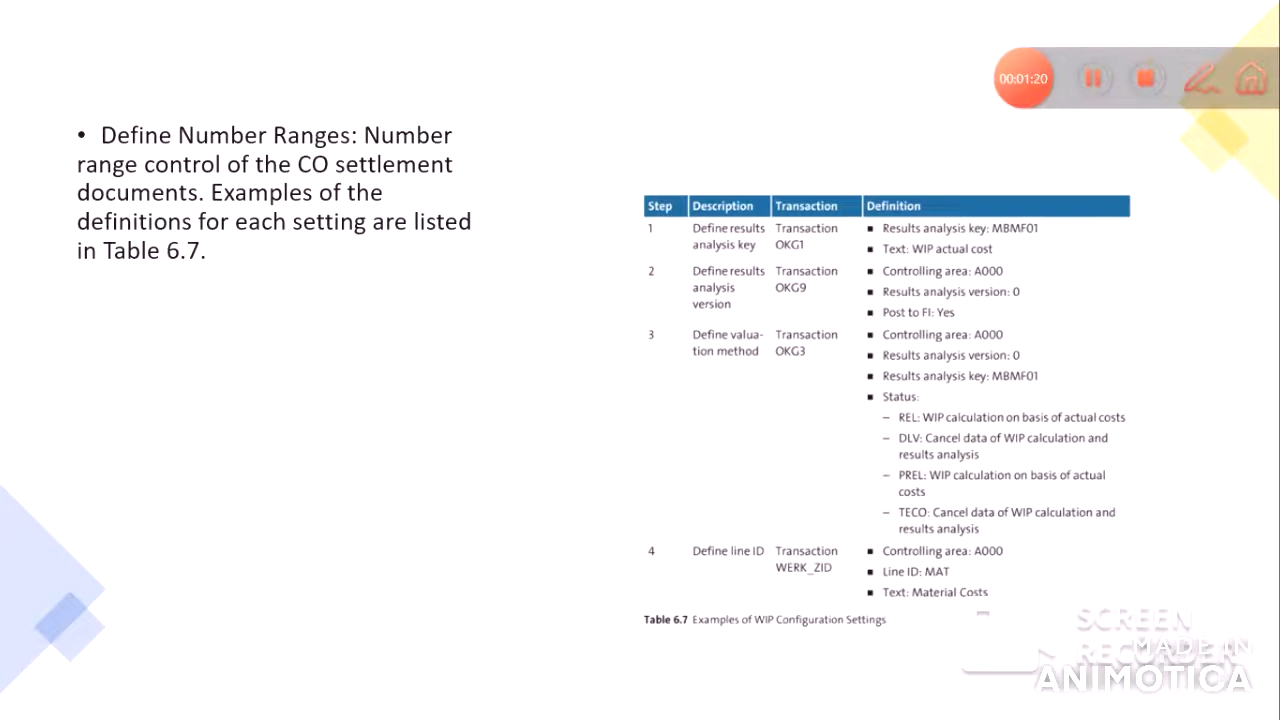 00:01:20
• Define Number Ranges: Number
range control of the CO settlement
documents. Examples of the
definitions for each setting are listed
in Table 6.7.
Step Description Transaction Definition
1 Define results Transaction ▪ Results analysis key: MBMF01
analysis key OKG1 ▪ Text: WIP actual cost
2 Define results Transaction ▪ Controlling area: A000
analysis OKG9 ▪ Results analysis version: 0
version ▪ Post to FI: Yes
3 Define valua- Transaction ▪ Controlling area: A000
tion method OKG3 ▪ Results analysis version: 0
▪ Results analysis key: MBMF01
▪ Status:
– REL: WIP calculation on basis of actual costs
– DLV: Cancel data of WIP calculation and
results analysis
– PREL: WIP calculation on basis of actual
costs
– TECO: Cancel data of WIP calculation and
results analysis
4 Define line ID Transaction ▪ Controlling area: A000
WERK_ZID ▪ Line ID: MAT
▪ Text: Material Costs
Table 6.7 Examples of WIP Configuration Settings
SCREEN
RECORDER
MADE IN
ANIMOTICA